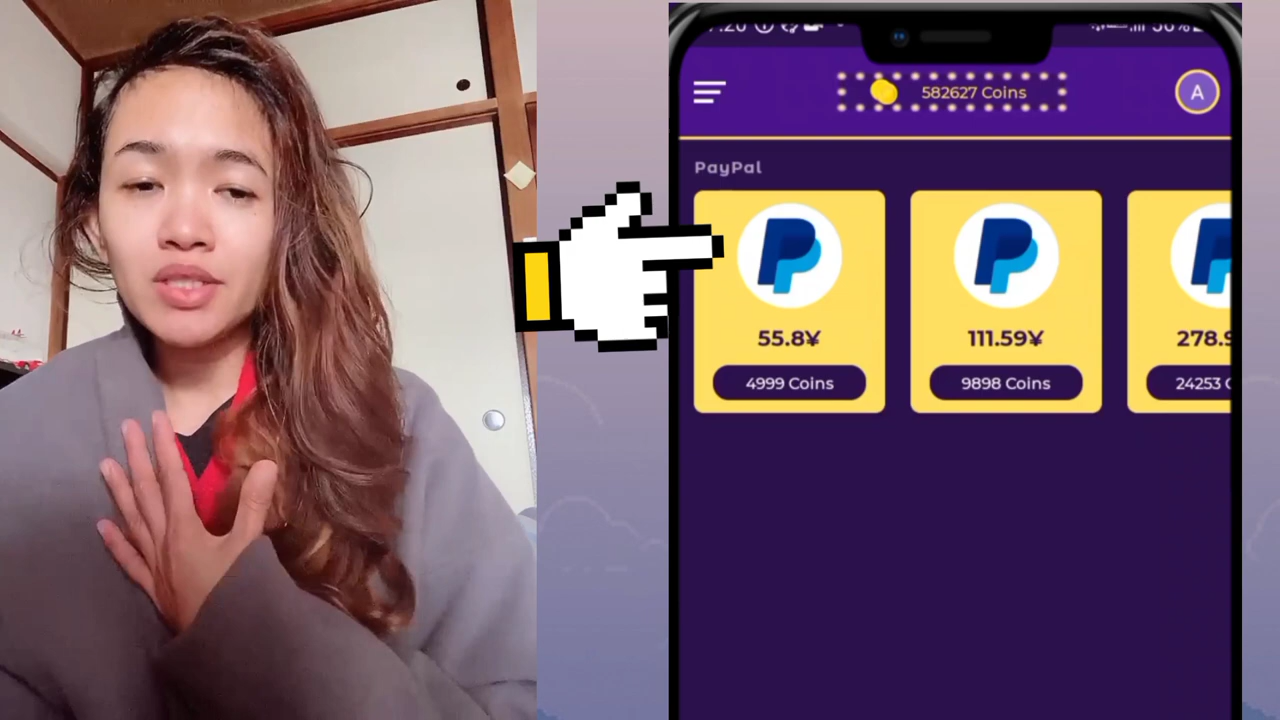 582627 Coins
A
PayPal
55.8¥
111.59¥
4999 Coins
9898 Coins